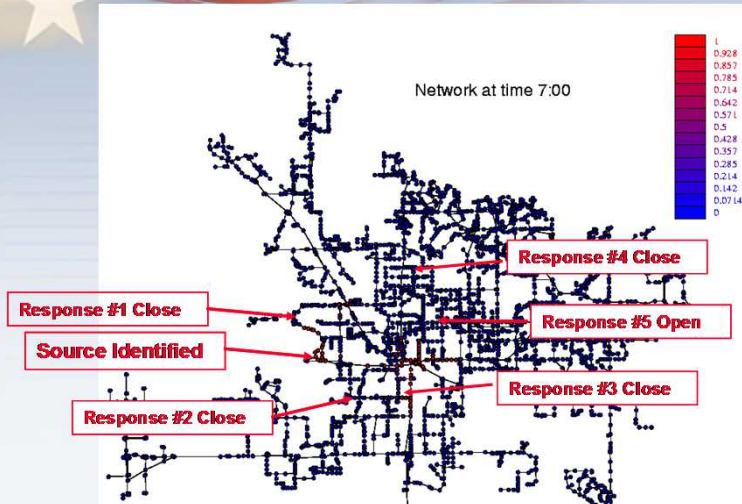 Network at time 7:00
1
0.928
0.857
0.785
0.714
0.642
0.571
0.5
0.428
0.357
0.285
0.214
0.142
0.0714
0
Response #4 Close
Response #1 Close
Response #5 Open
Source Identified
Response #3 Close
Response #2 Close